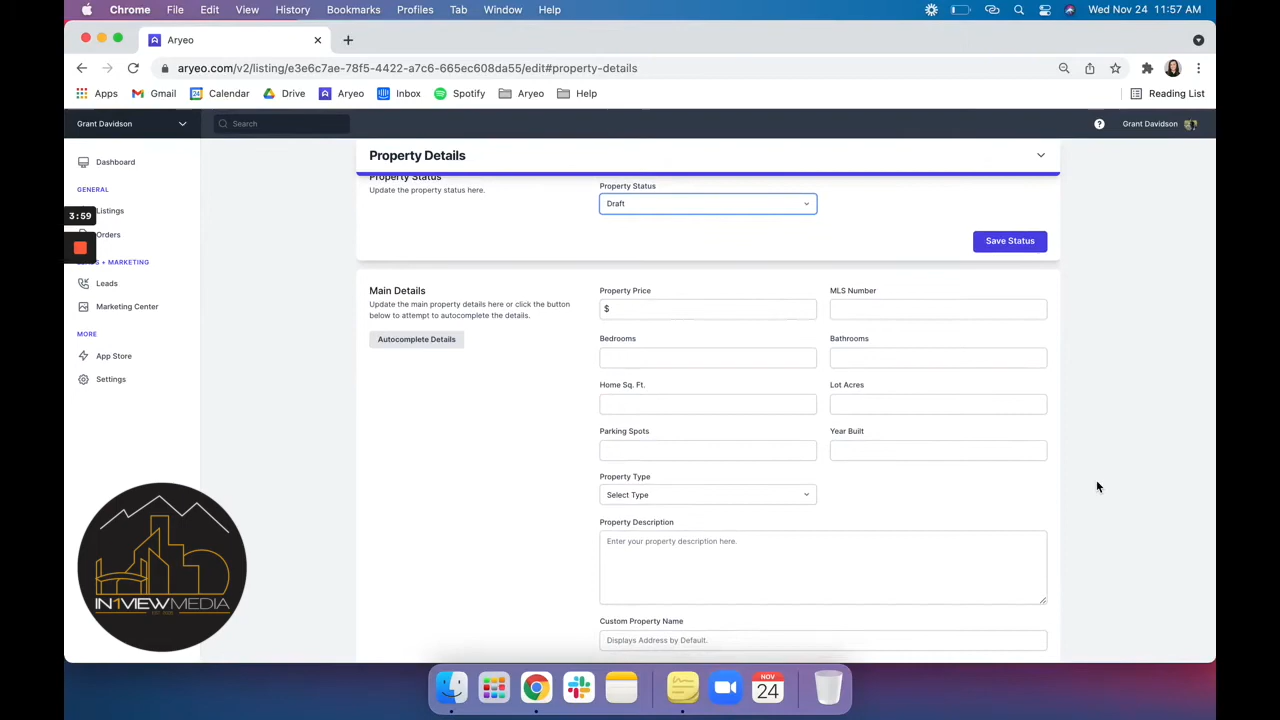 Chrome File Edit View History Bookmarks Profiles Tab Window Help Wed Nov 24 11:57 AM
Aryeo
aryeo.com/v2/listing/e3e6c7ae-78f5-4422-a7c6-665ec608da55/edit#property-details
Apps Gmail Calendar Drive Aryeo Inbox Spotify Aryeo Help Reading List
Grant Davidson Search Grant Davidson
Dashboard
GENERAL
3:59
Listings
Orders
+ MARKETING
Leads
Marketing Center
MORE
App Store
Settings
IN1VIEWMEDIA
Property Details
Property Status
Update the property status here.
Property Status
Draft
Save Status
Main Details
Update the main property details here or click the button
below to attempt to autocomplete the details.
Autocomplete Details
Property Price MLS Number
$
Bedrooms Bathrooms
Home Sq. Ft. Lot Acres
Parking Spots Year Built
Property Type
Select Type
Property Description
Enter your property description here.
Custom Property Name
Displays Address by Default.
NOV
24